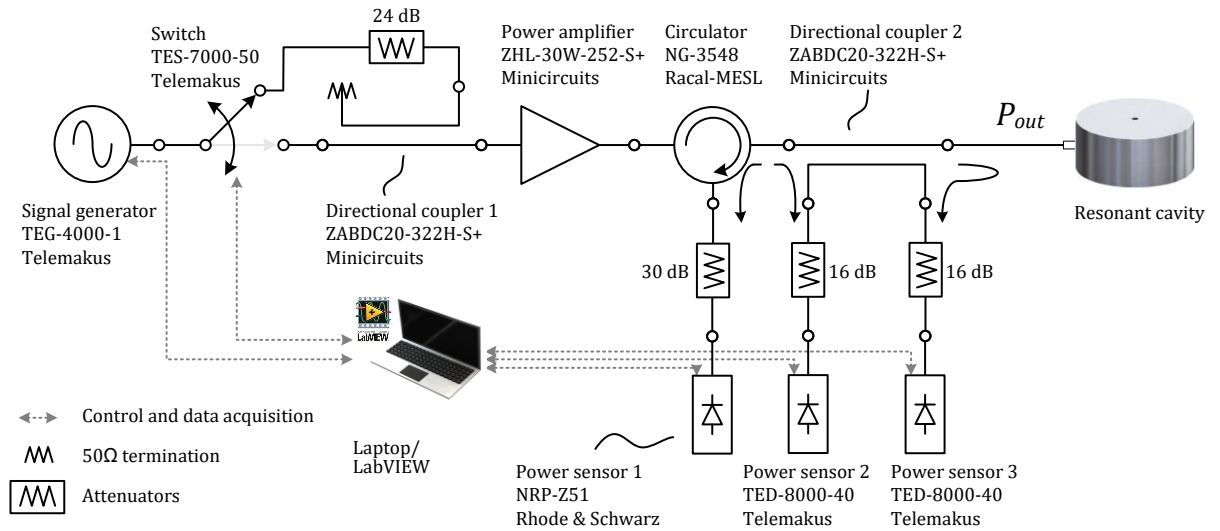 24 dB
Switch
TES-7000-50
Telemakus
Power amplifier
ZHL-30W-252-S+
Minicircuits
Circulator
NG-3548
Racal-MESL
Directional coupler 2
ZABDC20-322H-S+
Minicircuits
Pout
Signal generator
TEG-4000-1
Telemakus
Directional coupler 1
ZABDC20-322H-S+
Minicircuits
Resonant cavity
30 dB
16 dB
16 dB
LabVIEW
Control and data acquisition
50Ω termination
Attenuators
Laptop/
LabVIEW
Power sensor 1
NRP-Z51
Rhode & Schwarz
Power sensor 2
TED-8000-40
Telemakus
Power sensor 3
TED-8000-40
Telemakus